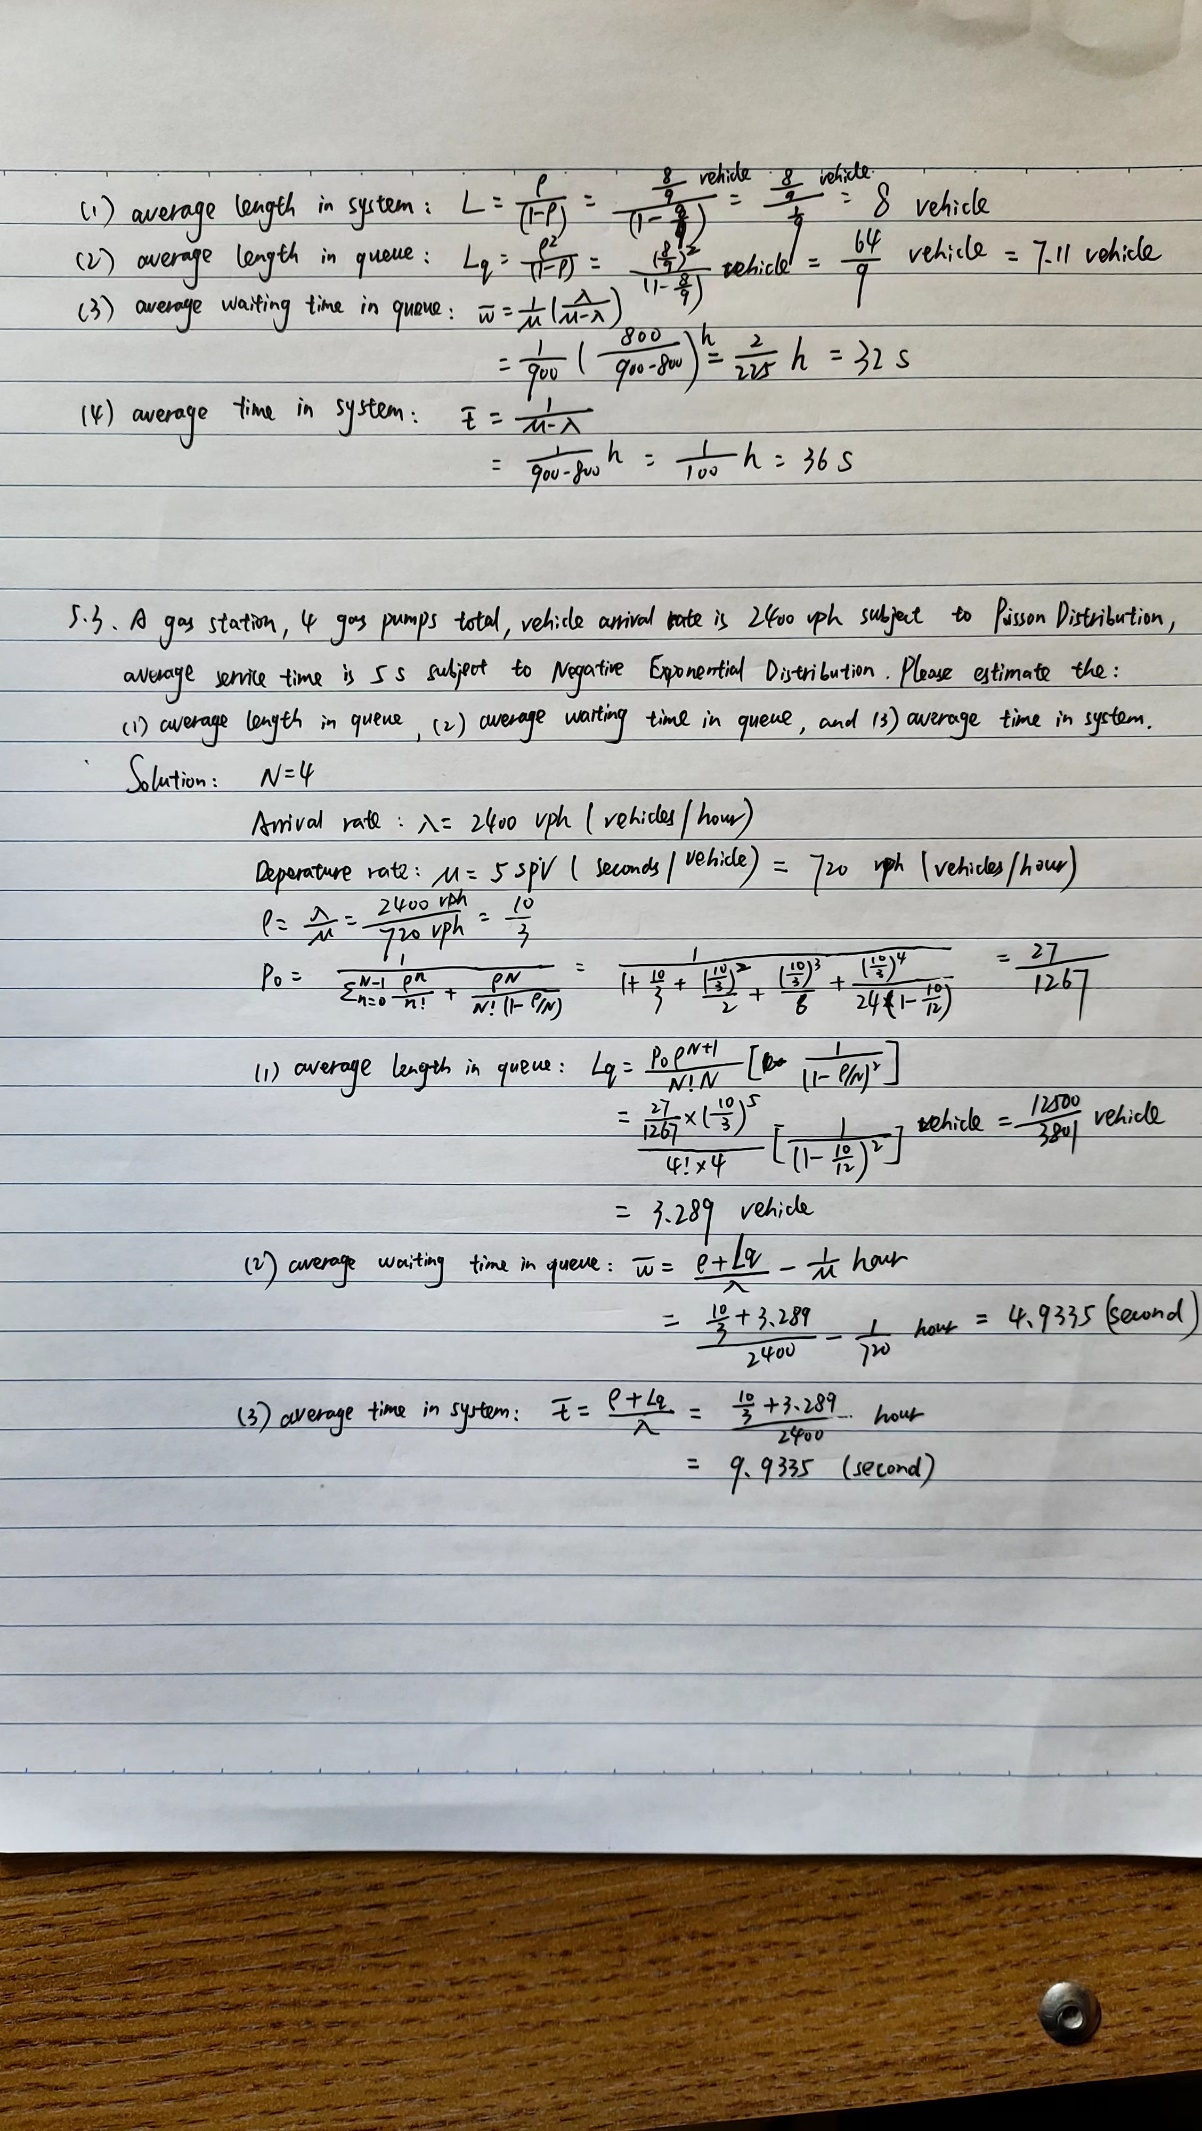 (1) average length in system: L = ρ/(1-ρ) = (8/9 vehicle)/(1-8/9) = (8/9 vehicle)/(1/9) = 8 vehicle
(2) average length in queue: Lq = ρ²/(1-ρ) = (8/9)²/(1-8/9) vehicle = 64/9 vehicle = 7.11 vehicle
(3) average waiting time in queue: w̄ = 1/μ (λ/(μ-λ))
= 1/900 (800/(900-800)) h = 2/225 h = 32 s
(4) average time in system: t̄ = 1/(μ-λ)
= 1/(900-800) h = 1/100 h = 36 s
5.3. A gas station, 4 gas pumps total, vehicle arrival rate is 2400 vph subject to Poisson Distribution,
average service time is 5 s subject to Negative Exponential Distribution. Please estimate the:
(1) average length in queue, (2) average waiting time in queue, and (3) average time in system.
Solution: N=4
Arrival rate: λ = 2400 vph (vehicles/hour)
Deperature rate: μ = 5 spv (seconds/vehicle) = 720 vph (vehicles/hour)
ρ = λ/μ = 2400 vph/720 vph = 10/3
P₀ = 1/(Σ_{n=0}^{N-1} ρⁿ/n! + ρᴺ/(N!(1-ρ/N))) = 1/(1 + 10/3 + (10/3)²/2 + (10/3)³/6 + (10/3)⁴/(24(1-10/12))) = 27/1267
(1) average length in queue: Lq = P₀ρᴺ⁺¹/(N!N) [1/(1-ρ/N)²]
= (27/1267 × (10/3)⁵)/(4!×4) [1/(1-10/12)²] vehicle = 12500/3801 vehicle
= 3.289 vehicle
(2) average waiting time in queue: w̄ = (ρ+Lq)/λ - 1/μ hour
= (10/3 + 3.289)/2400 - 1/720 hour = 4.9335 (second)
(3) average time in system: t̄ = (ρ+Lq)/λ = (10/3 + 3.289)/2400 hour
= 9.9335 (second)